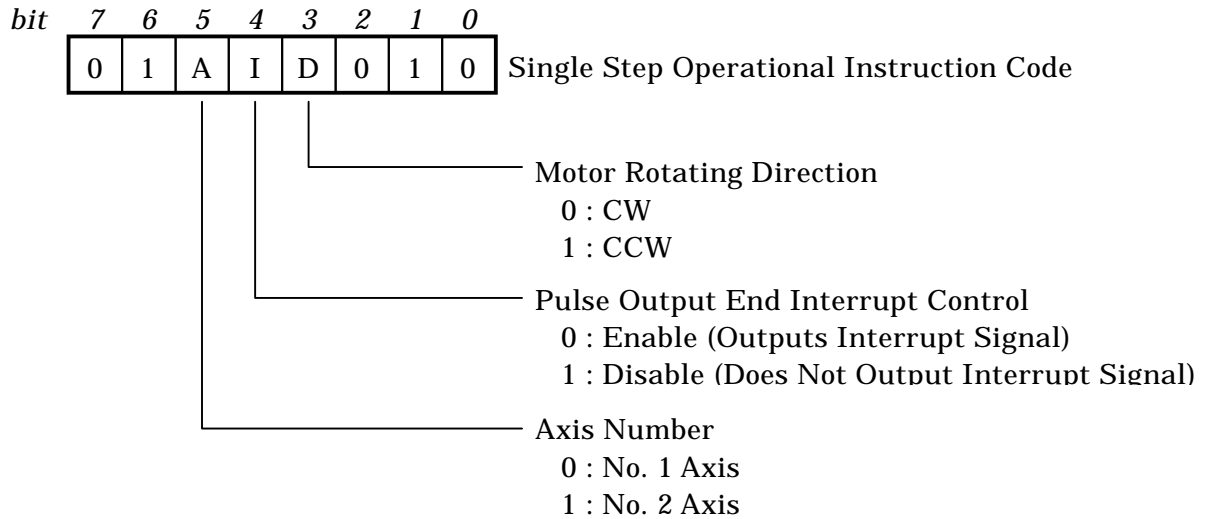 bit 7 6 5 4 3 2 1 0
0 1 A I D 0 1 0 Single Step Operational Instruction Code
Motor Rotating Direction
0 : CW
1 : CCW
Pulse Output End Interrupt Control
0 : Enable (Outputs Interrupt Signal)
1 : Disable (Does Not Output Interrupt Signal)
Axis Number
0 : No. 1 Axis
1 : No. 2 Axis